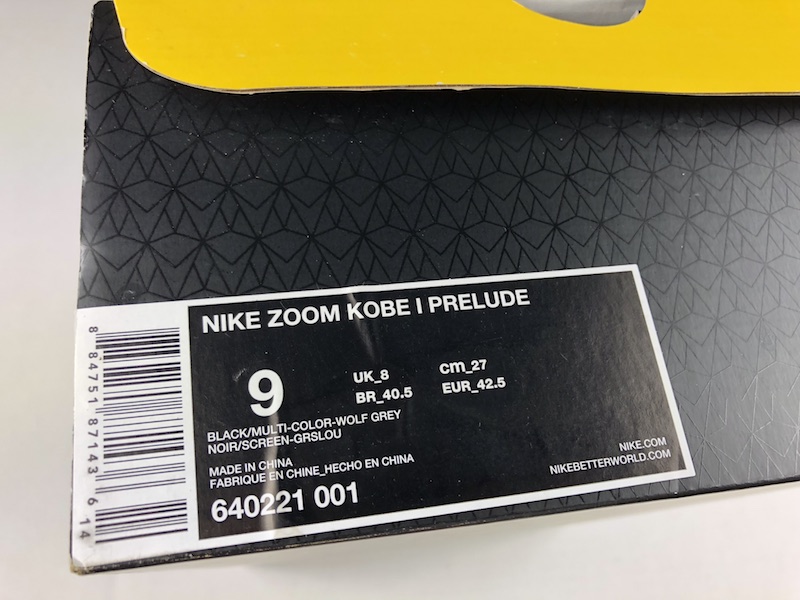 NIKE ZOOM KOBE I PRELUDE
9
UK_8 cm_27
BR_40.5 EUR_42.5
BLACK/MULTI-COLOR-WOLF GREY
NOIR/SCREEN-GRSLOU
MADE IN CHINA
FABRIQUE EN CHINE_HECHO EN CHINA
640221 001
NIKE.COM
NIKEBETTERWORLD.COM
8 84751 87143 6 14